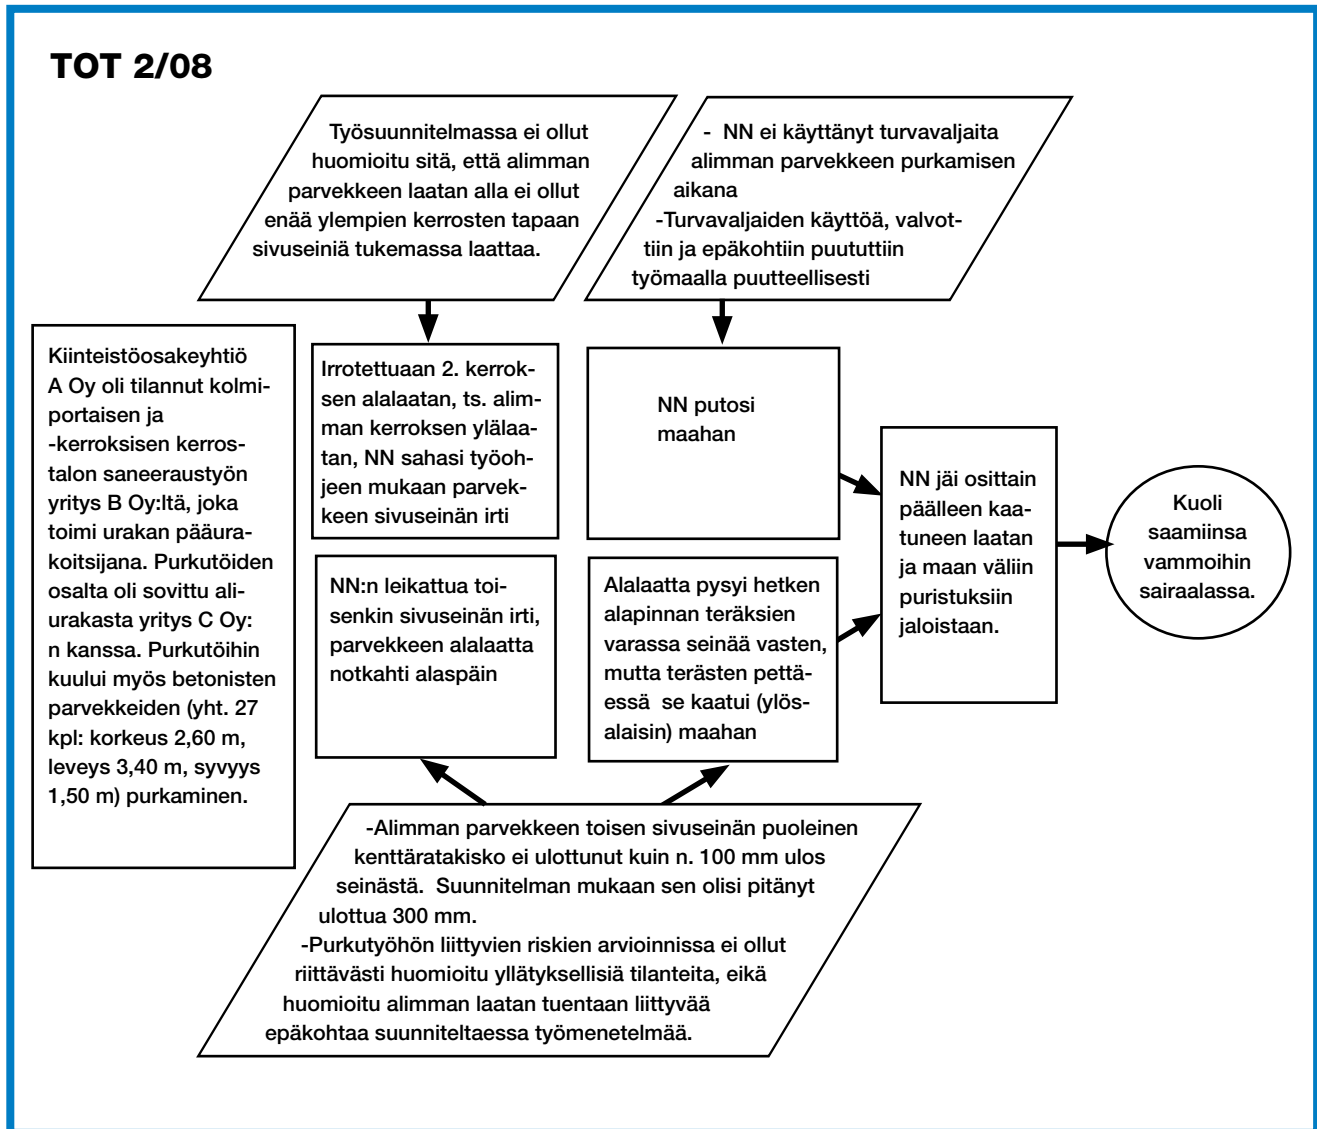 TOT 2/08
Työsuunnitelmassa ei ollut
huomioitu sitä, että alimman
parvekkeen laatan alla ei ollut
enää ylempien kerrosten tapaan
sivuseiniä tukemassa laattaa.
- NN ei käyttänyt turvavaljaita
alimman parvekkeen purkamisen
aikana
-Turvavaljaiden käyttöä, valvot-
tiin ja epäkohtiin puututtiin
työmaalla puutteellisesti
Kiinteistöosakeyhtiö
A Oy oli tilannut kolmi-
portaisen ja
-kerroksisen kerros-
talon saneeraustyön
yritys B Oy:ltä, joka
toimi urakan pääura-
koitsijana. Purkutöiden
osalta oli sovittu ali-
urakasta yritys C Oy:
n kanssa. Purkutöihin
kuului myös betonisten
parvekkeiden (yht. 27
kpl: korkeus 2,60 m,
leveys 3,40 m, syvyys
1,50 m) purkaminen.
Irrotettuaan 2. kerrok-
sen alalaatan, ts. alim-
man kerroksen ylälaa-
tan, NN sahasi työoh-
jeen mukaan parvek-
keen sivuseinän irti
NN:n leikattua toi-
senkin sivuseinän irti,
parvekkeen alalaatta
notkahti alaspäin
NN putosi
maahan
Alalaatta pysyi hetken
alapinnan teräksien
varassa seinää vasten,
mutta terästen pettä-
essä se kaatui (ylös-
alaisin) maahan
NN jäi osittain
päälleen kaa-
tuneen laatan
ja maan väliin
puristuksiin
jaloistaan.
Kuoli
saamiinsa
vammoihin
sairaalassa.
-Alimman parvekkeen toisen sivuseinän puoleinen
kenttäratakisko ei ulottunut kuin n. 100 mm ulos
seinästä. Suunnitelman mukaan sen olisi pitänyt
ulottua 300 mm.
-Purkutyöhön liittyvien riskien arvioinnissa ei ollut
riittävästi huomioitu yllätyksellisiä tilanteita, eikä
huomioitu alimman laatan tuentaan liittyvää
epäkohtaa suunniteltaessa työmenetelmää.